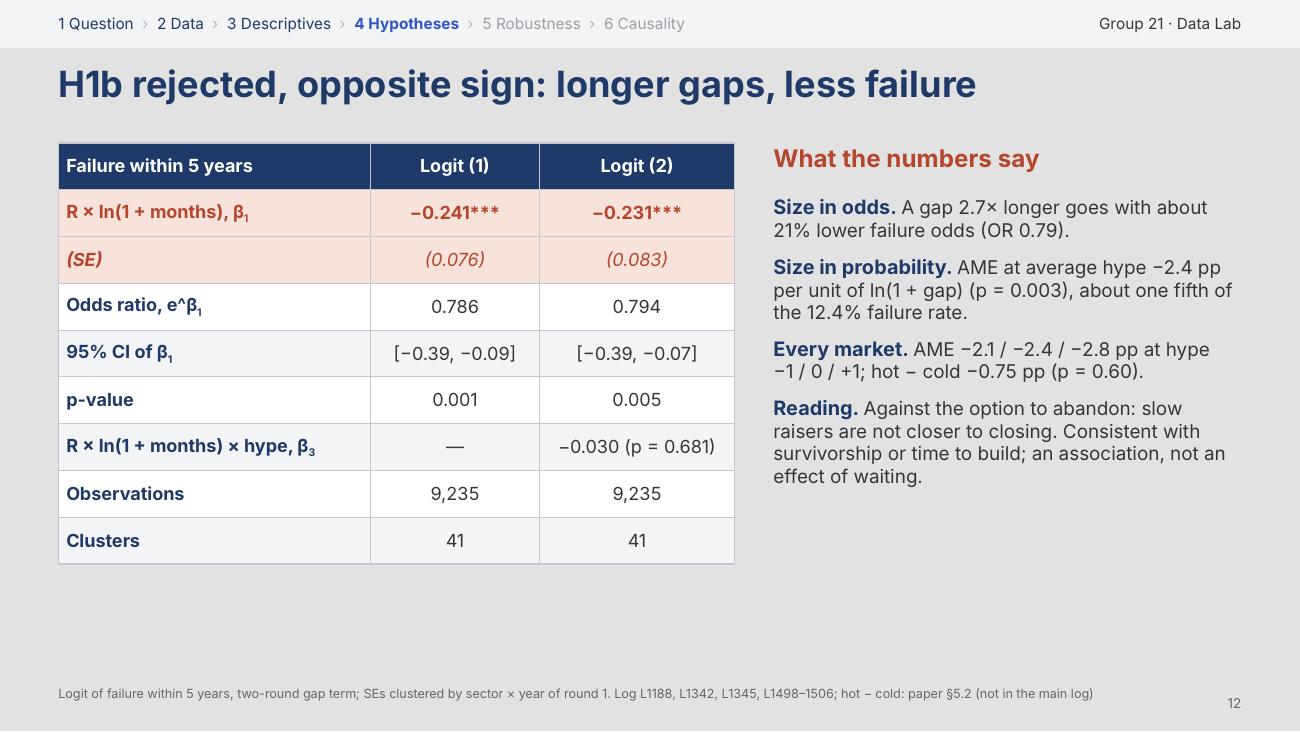 1 Question › 2 Data › 3 Descriptives › 4 Hypotheses › 5 Robustness › 6 Causality
Group 21 · Data Lab
H1b rejected, opposite sign: longer gaps, less failure
Failure within 5 years Logit (1) Logit (2)
R × ln(1 + months), β₁ −0.241*** −0.231***
(SE) (0.076) (0.083)
Odds ratio, e^β₁ 0.786 0.794
95% CI of β₁ [−0.39, −0.09] [−0.39, −0.07]
p-value 0.001 0.005
R × ln(1 + months) × hype, β₃ — −0.030 (p = 0.681)
Observations 9,235 9,235
Clusters 41 41
What the numbers say
Size in odds. A gap 2.7× longer goes with about
21% lower failure odds (OR 0.79).
Size in probability. AME at average hype −2.4 pp
per unit of ln(1 + gap) (p = 0.003), about one fifth of
the 12.4% failure rate.
Every market. AME −2.1 / −2.4 / −2.8 pp at hype
−1 / 0 / +1; hot − cold −0.75 pp (p = 0.60).
Reading. Against the option to abandon: slow
raisers are not closer to closing. Consistent with
survivorship or time to build; an association, not an
effect of waiting.
Logit of failure within 5 years, two-round gap term; SEs clustered by sector × year of round 1. Log L1188, L1342, L1345, L1498–1506; hot − cold: paper §5.2 (not in the main log)
12